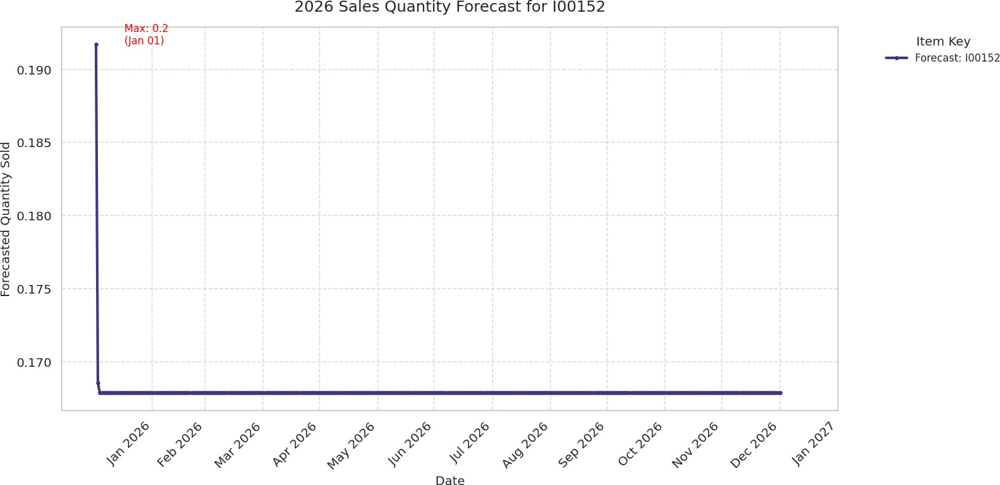 2026 Sales Quantity Forecast for I00152
Max: 0.2
(Jan 01)
Item Key
Forecast: I00152
Forecasted Quantity Sold
0.190
0.185
0.180
0.175
0.170
Jan 2026
Feb 2026
Mar 2026
Apr 2026
May 2026
Jun 2026
Jul 2026
Aug 2026
Sep 2026
Oct 2026
Nov 2026
Dec 2026
Jan 2027
Date